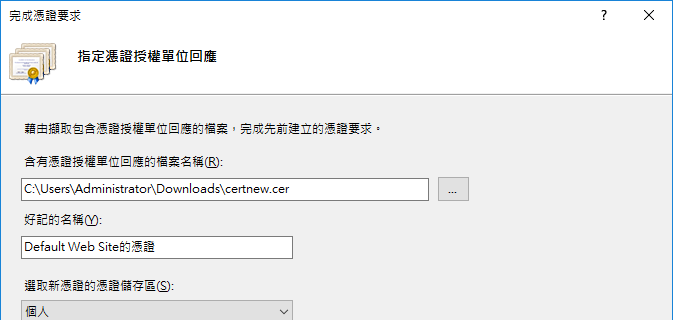 完成憑證要求
指定憑證授權單位回應
藉由擷取包含憑證授權單位回應的檔案，完成先前建立的憑證要求。
含有憑證授權單位回應的檔案名稱(R):
C:\Users\Administrator\Downloads\certnew.cer
...
好記的名稱(Y):
Default Web Site的憑證
選取新憑證的憑證儲存區(S):
個人